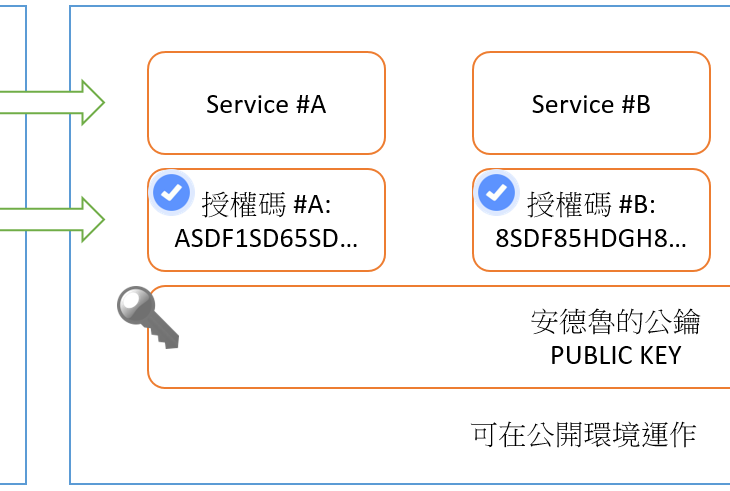 Service #A
Service #B
授權碼 #A:
ASDF1SD65SD...
授權碼 #B:
8SDF85HDGH8...
安德魯的公鑰
PUBLIC KEY
可在公開環境運作